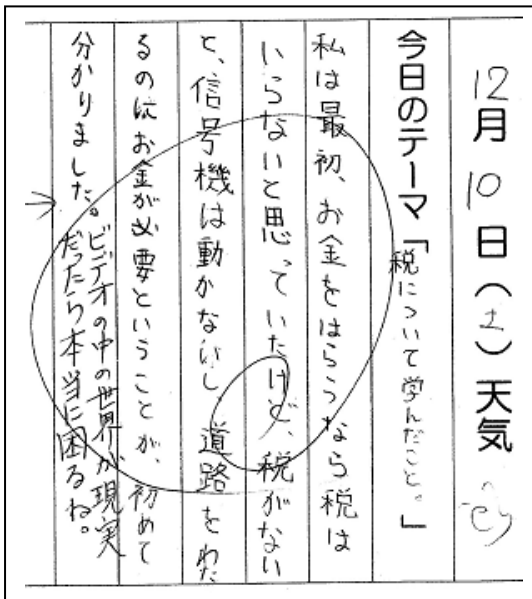 12月10日(土)天気
今日のテーマ「税について学んだこと。」
私は最初、お金をはらうなら税は
いらないと思っていたけど、税がない
と、信号機は動かないし、道路をわた
るのにお金が必要ということが、初めて
分かりました。
ビデオの中の世界が現実
だったら本当に困るね。